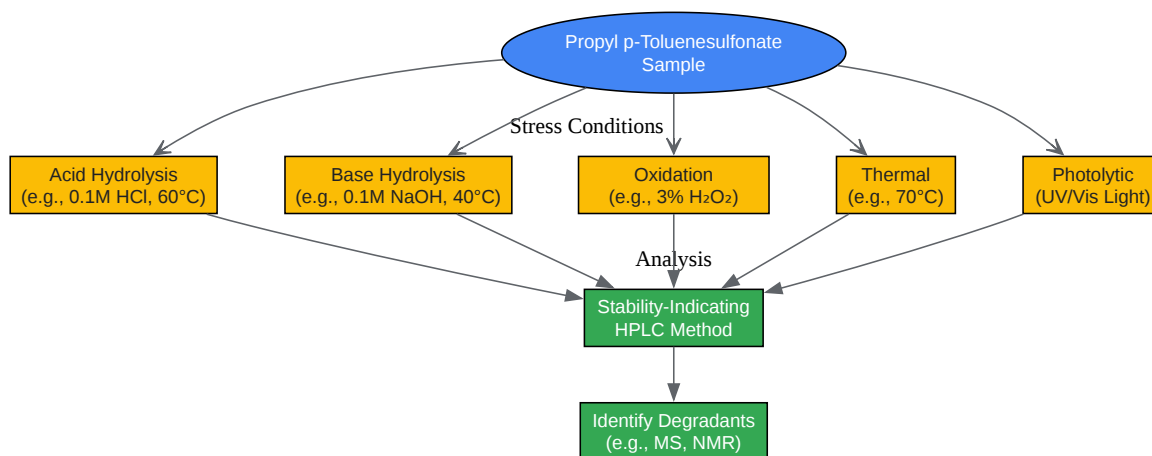 Propyl p-Toluenesulfonate
Sample
Stress Conditions
Acid Hydrolysis
(e.g., 0.1M HCl, 60°C)
Base Hydrolysis
(e.g., 0.1M NaOH, 40°C)
Oxidation
(e.g., 3% H₂O₂)
Thermal
(e.g., 70°C)
Photolytic
(UV/Vis Light)
Analysis
Stability-Indicating
HPLC Method
Identify Degradants
(e.g., MS, NMR)